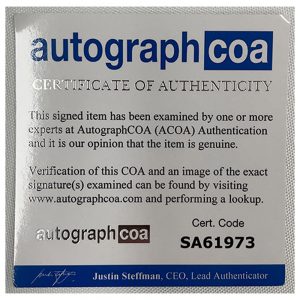 autographcoa
CERTIFICATE OF AUTHENTICITY
This signed item has been examined by one or more
experts at AutographCOA (ACOA) Authentication
and it is our opinion that the item is genuine.
Verification of this COA and an image of the exact
signature(s) examined can be found by visiting
www.autographcoa.com and performing a lookup.
Cert. Code
autographcoa
SA61973
Justin Steffman, CEO, Lead Authenticator